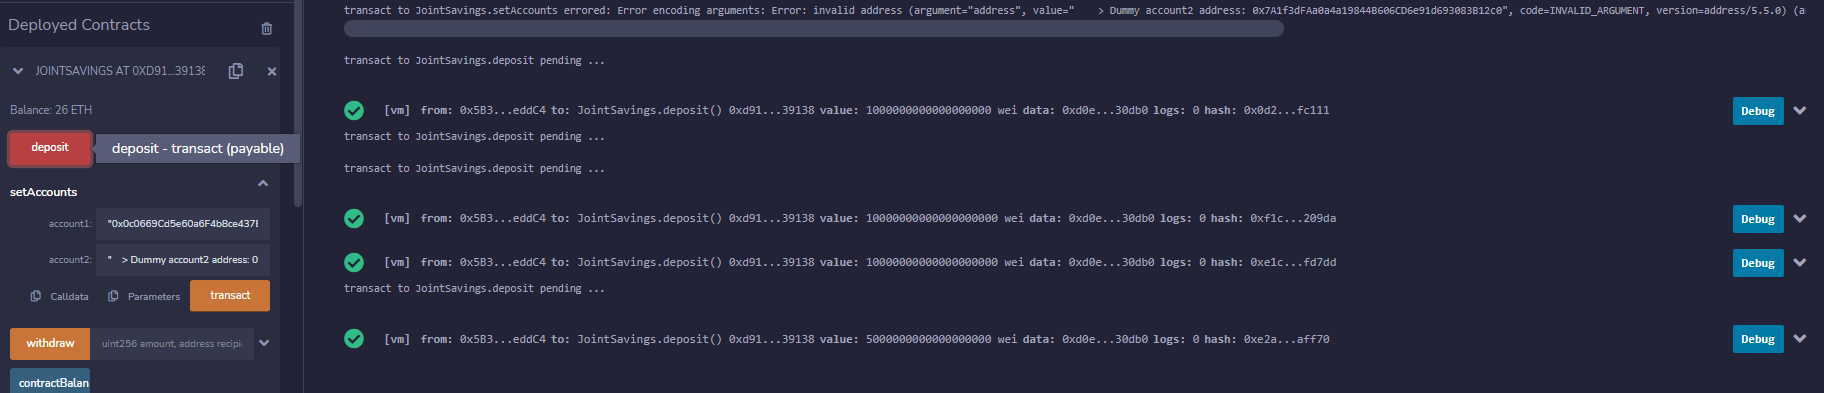 Deployed Contracts
JOINTSAVINGS AT 0XD91...39138
Balance: 26 ETH
deposit
deposit - transact (payable)
setAccounts
account1: "0x0c0669Cd5e60a6F4b8ce437E
account2: " > Dummy account2 address: 0
Calldata Parameters transact
withdraw uint256 amount, address recipi
contractBalan
transact to JointSavings.setAccounts errored: Error encoding arguments: Error: invalid address (argument="address", value=" > Dummy account2 address: 0x7A1f3dFAa0a4a19844B606CD6e91d693083B12c0", code=INVALID_ARGUMENT, version=address/5.5.0) (a
transact to JointSavings.deposit pending ...
[vm] from: 0x5B3...eddC4 to: JointSavings.deposit() 0xd91...39138 value: 1000000000000000000 wei data: 0xd0e...30db0 logs: 0 hash: 0x0d2...fc111 Debug
transact to JointSavings.deposit pending ...
transact to JointSavings.deposit pending ...
[vm] from: 0x5B3...eddC4 to: JointSavings.deposit() 0xd91...39138 value: 10000000000000000000 wei data: 0xd0e...30db0 logs: 0 hash: 0xf1c...209da Debug
[vm] from: 0x5B3...eddC4 to: JointSavings.deposit() 0xd91...39138 value: 10000000000000000000 wei data: 0xd0e...30db0 logs: 0 hash: 0xe1c...fd7dd Debug
transact to JointSavings.deposit pending ...
[vm] from: 0x5B3...eddC4 to: JointSavings.deposit() 0xd91...39138 value: 5000000000000000000 wei data: 0xd0e...30db0 logs: 0 hash: 0xe2a...aff70 Debug